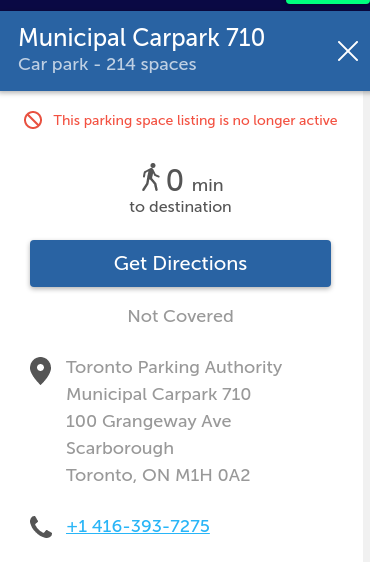 Municipal Carpark 710
Car park - 214 spaces
This parking space listing is no longer active
0 min
to destination
Get Directions
Not Covered
Toronto Parking Authority
Municipal Carpark 710
100 Grangeway Ave
Scarborough
Toronto, ON M1H 0A2
+1 416-393-7275